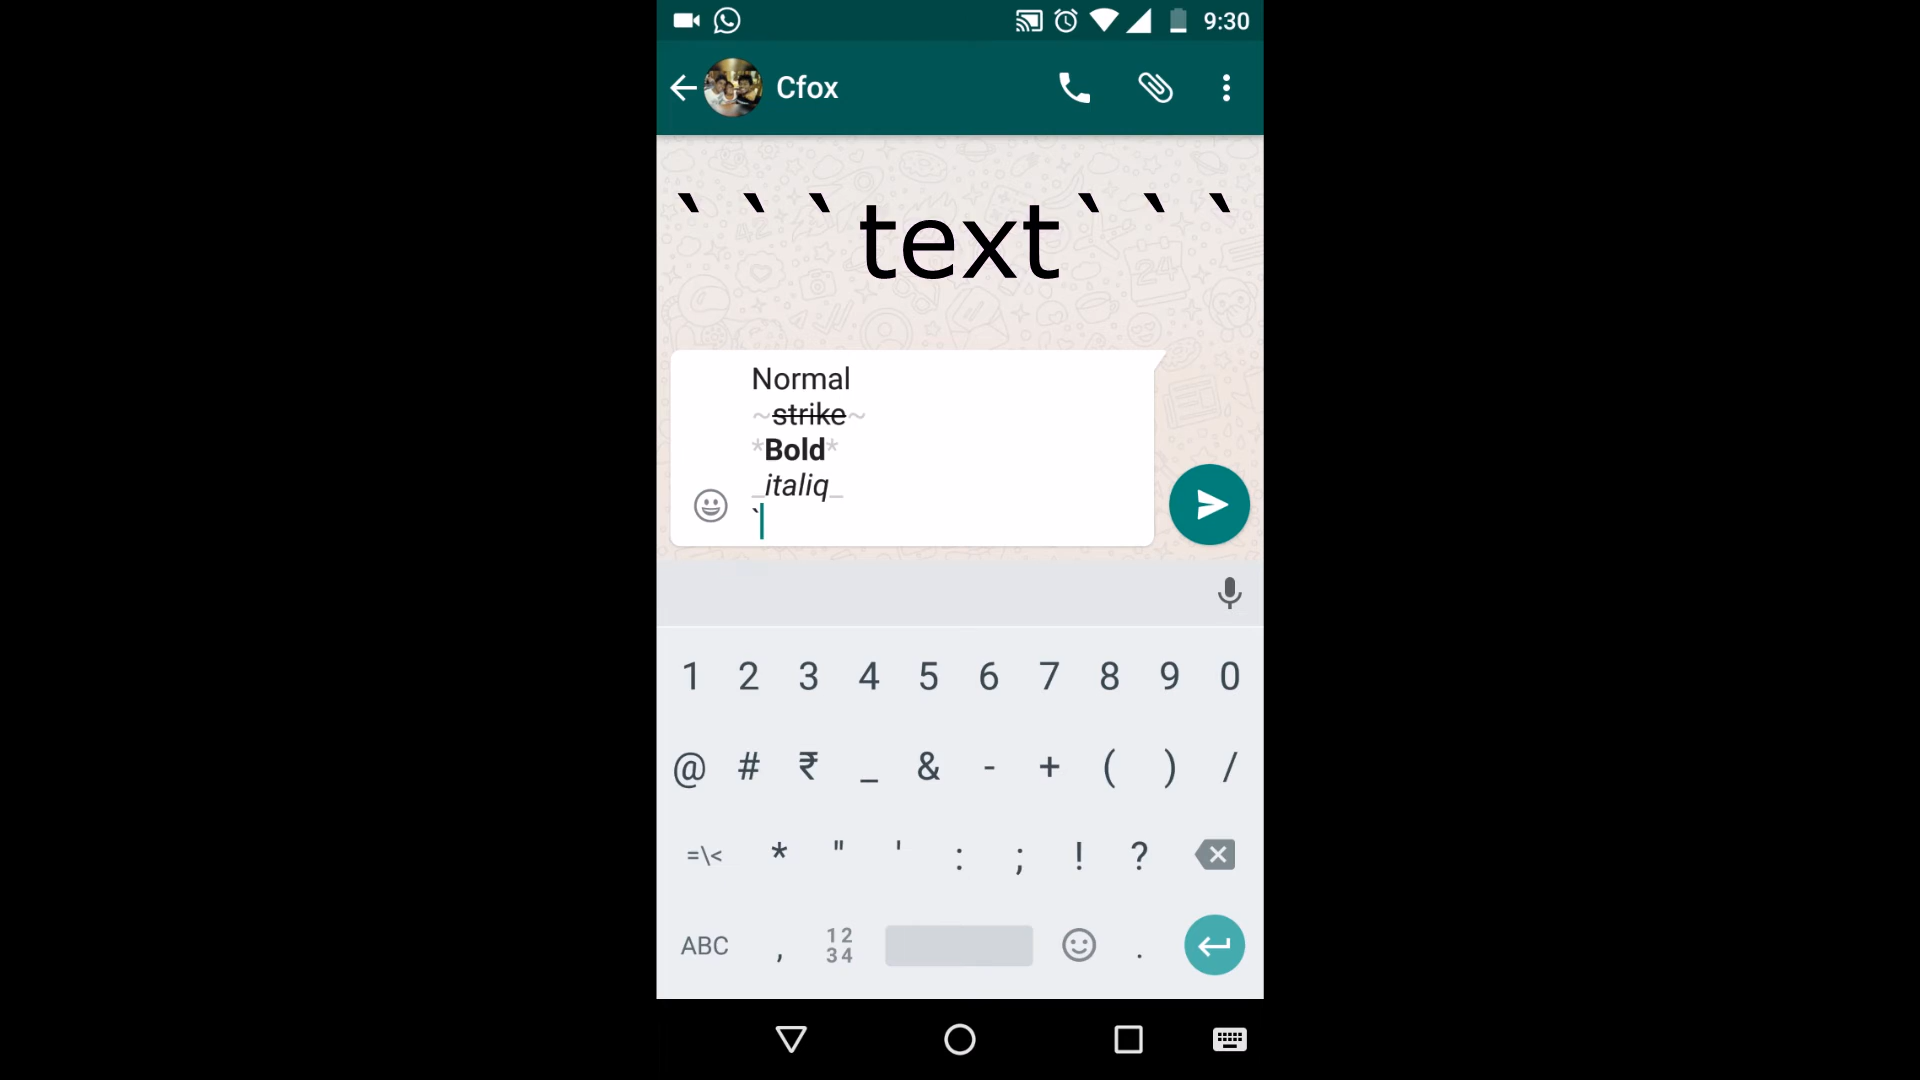 9:30
Cfox
```text```
Normal
~strike~
*Bold*
_italiq_
`
1 2 3 4 5 6 7 8 9 0
@ # ₹ _ & - + ( ) /
=\< * " ' : ; ! ?
ABC , 12 34 .